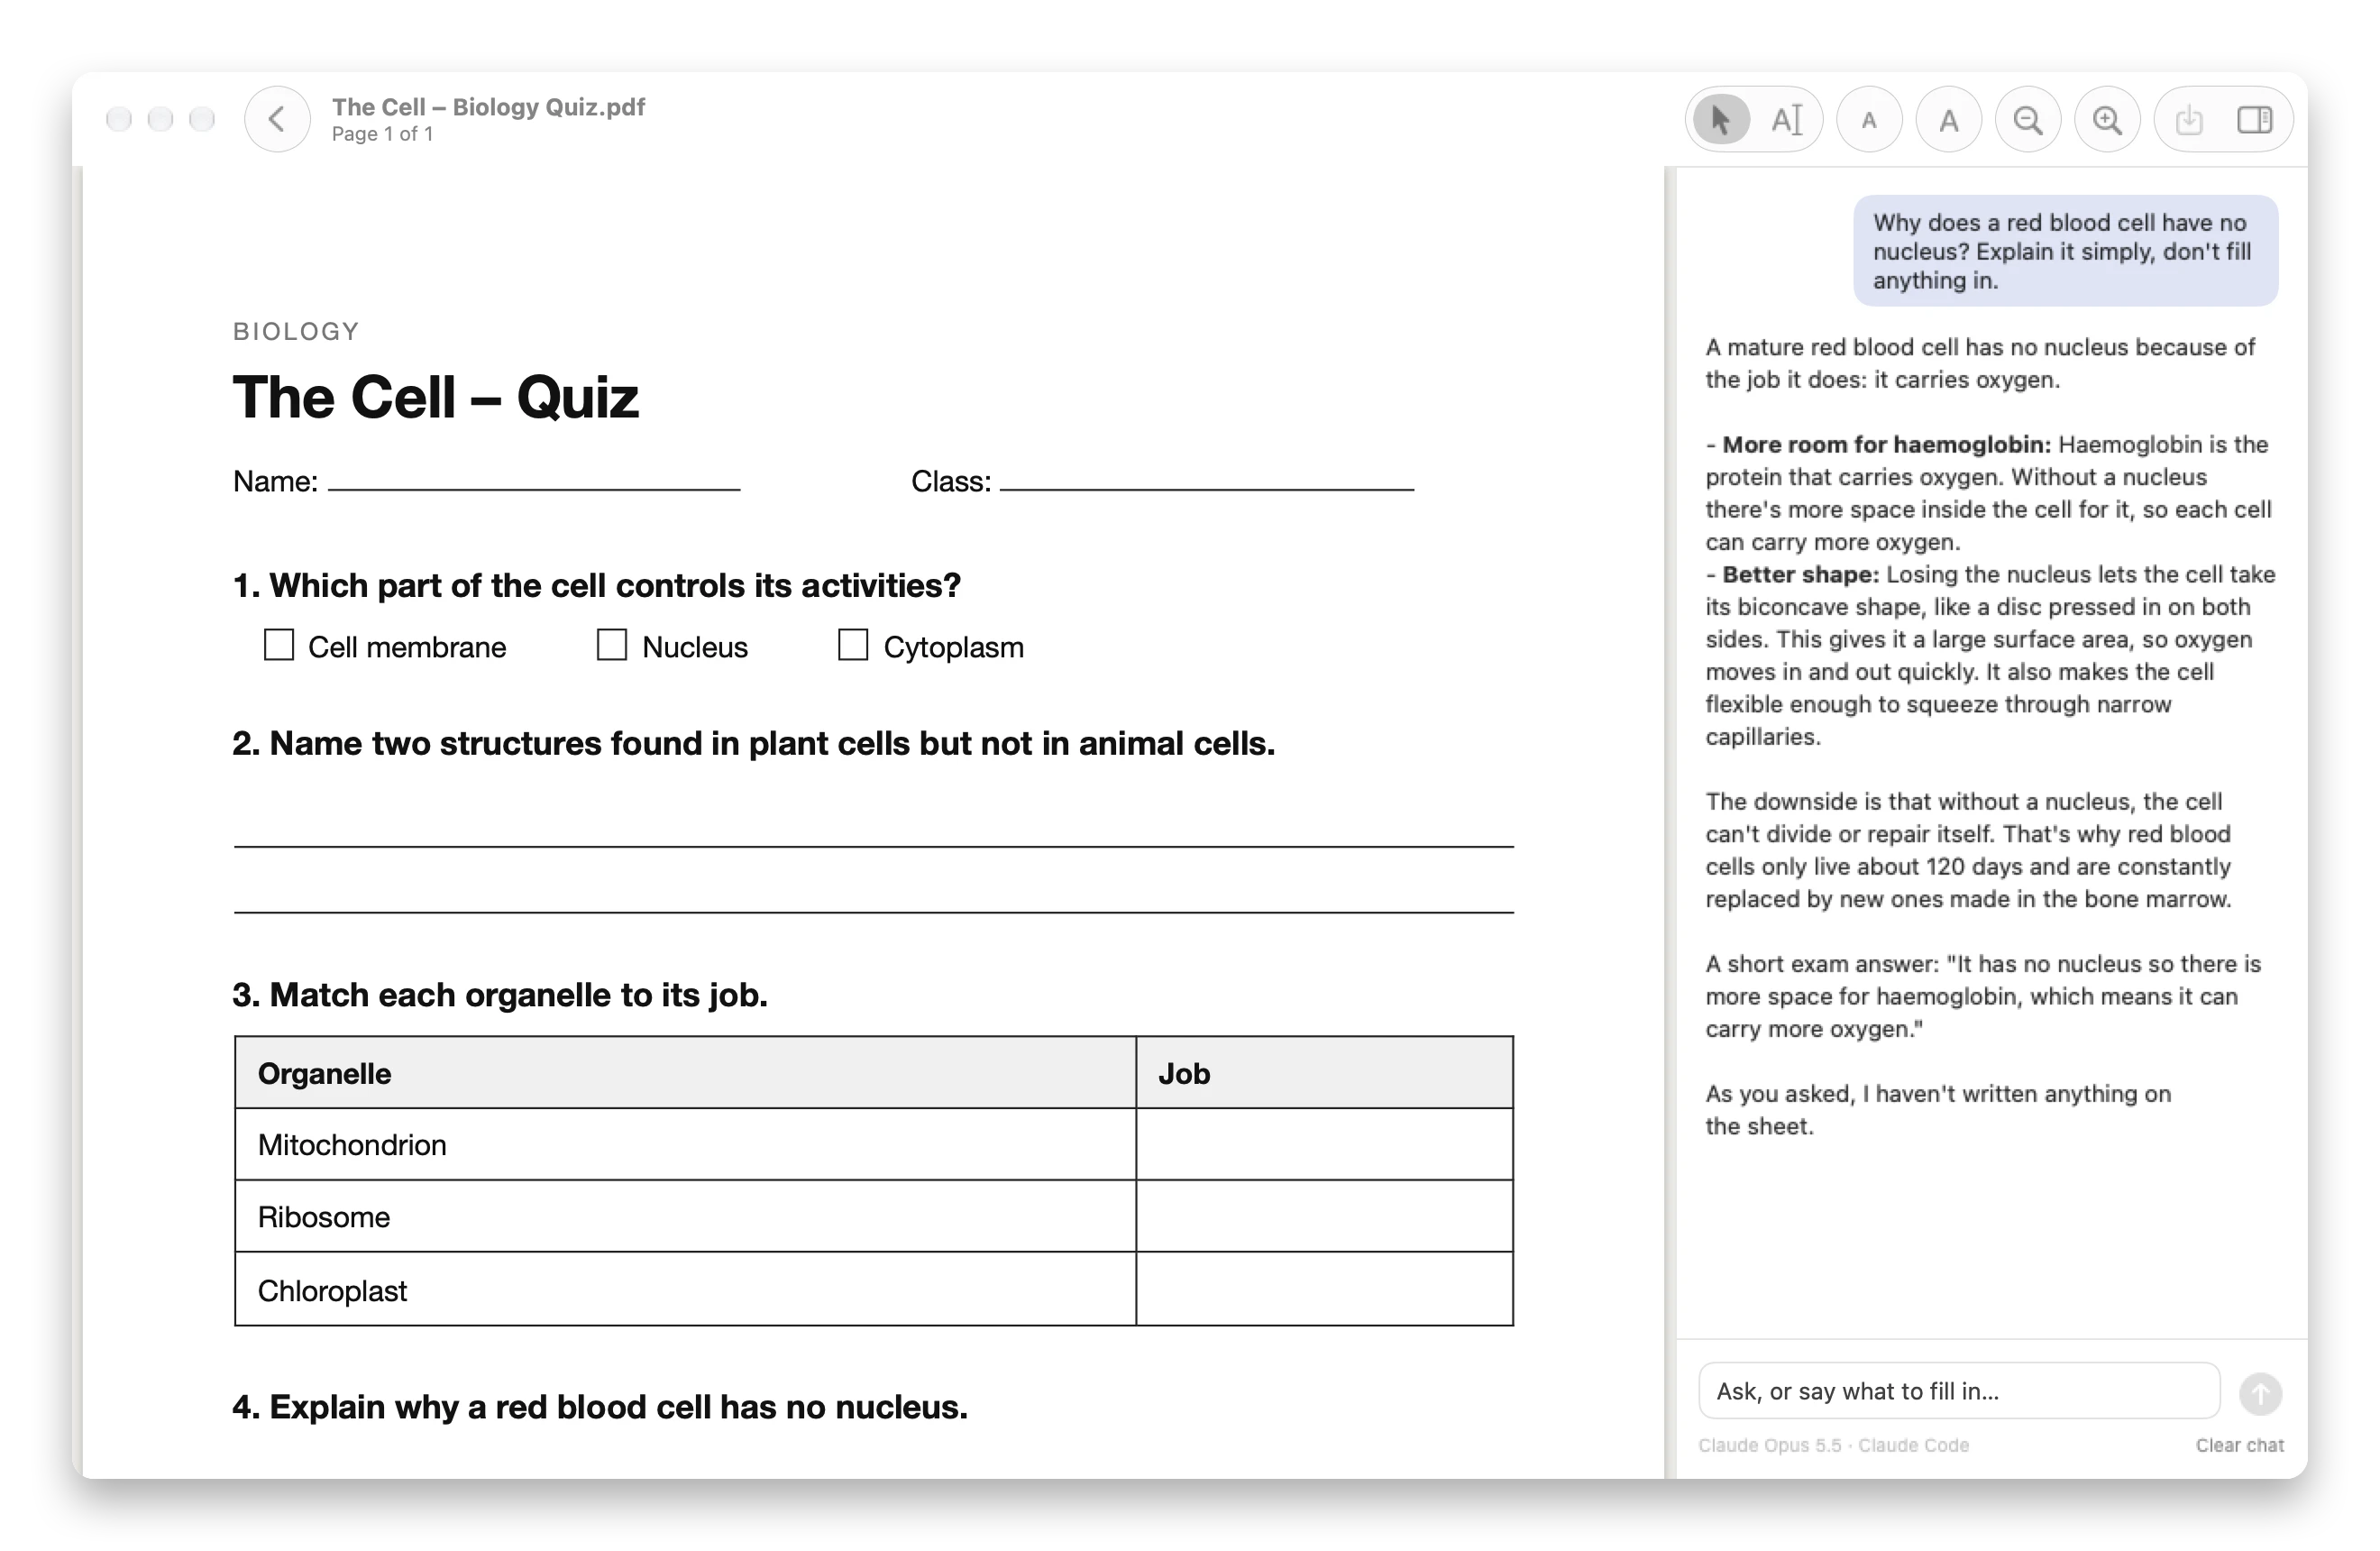 The Cell – Biology Quiz.pdf
Page 1 of 1
A
A
A
BIOLOGY
The Cell – Quiz
Name:
Class:
1. Which part of the cell controls its activities?
Cell membrane
Nucleus
Cytoplasm
2. Name two structures found in plant cells but not in animal cells.
3. Match each organelle to its job.
Organelle
Job
Mitochondrion
Ribosome
Chloroplast
4. Explain why a red blood cell has no nucleus.
Why does a red blood cell have no
nucleus? Explain it simply, don't fill
anything in.
A mature red blood cell has no nucleus because of
the job it does: it carries oxygen.
- More room for haemoglobin: Haemoglobin is the
protein that carries oxygen. Without a nucleus
there's more space inside the cell for it, so each cell
can carry more oxygen.
- Better shape: Losing the nucleus lets the cell take
its biconcave shape, like a disc pressed in on both
sides. This gives it a large surface area, so oxygen
moves in and out quickly. It also makes the cell
flexible enough to squeeze through narrow
capillaries.
The downside is that without a nucleus, the cell
can't divide or repair itself. That's why red blood
cells only live about 120 days and are constantly
replaced by new ones made in the bone marrow.
A short exam answer: "It has no nucleus so there is
more space for haemoglobin, which means it can
carry more oxygen."
As you asked, I haven't written anything on
the sheet.
Ask, or say what to fill in...
Claude Opus 5.5 · Claude Code
Clear chat